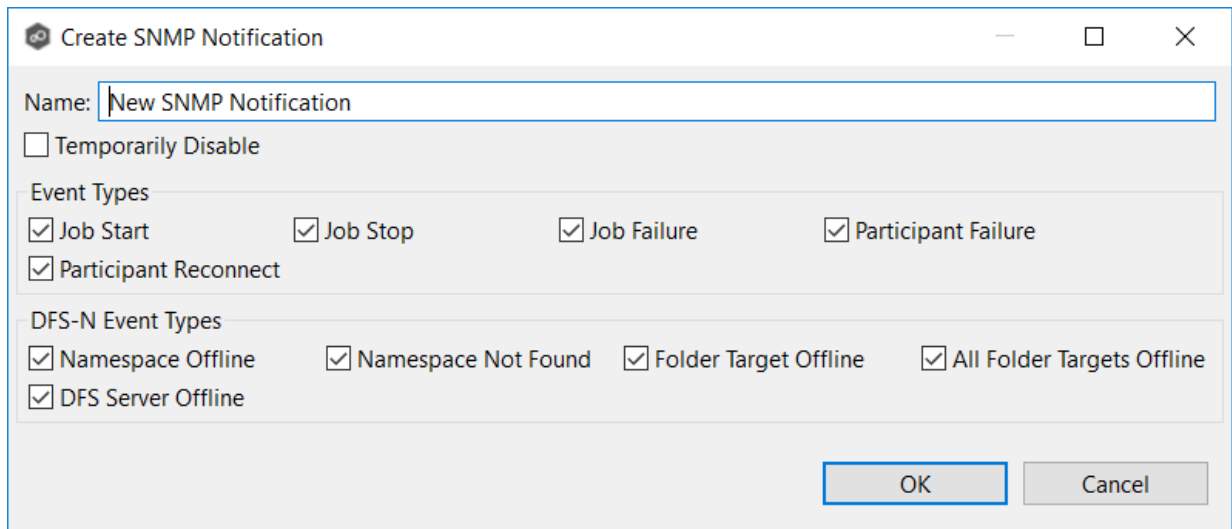 Create SNMP Notification
Name: New SNMP Notification
Temporarily Disable
Event Types
Job Start Job Stop Job Failure Participant Failure
Participant Reconnect
DFS-N Event Types
Namespace Offline Namespace Not Found Folder Target Offline All Folder Targets Offline
DFS Server Offline
OK Cancel